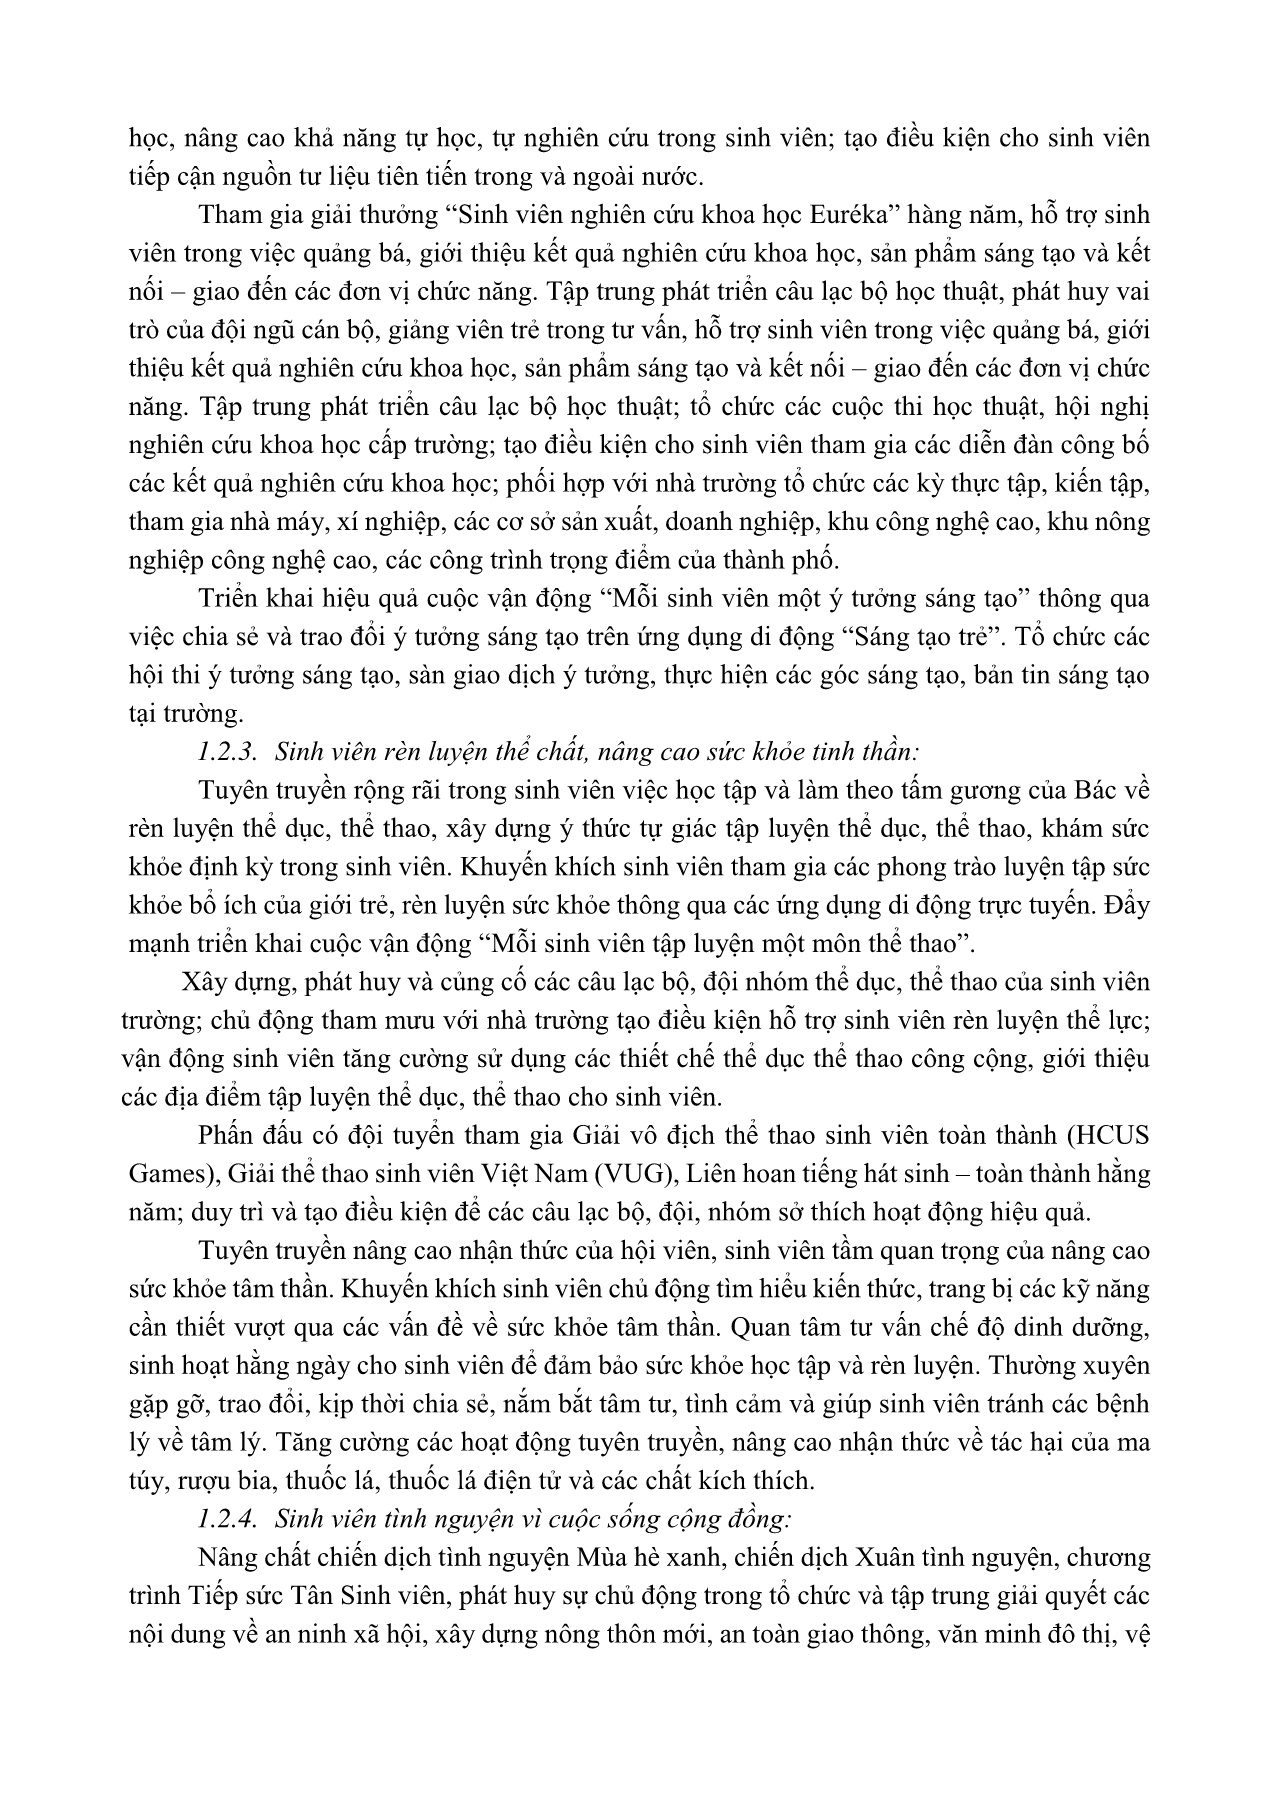 học, nâng cao khả năng tự học, tự nghiên cứu trong sinh viên; tạo điều kiện cho sinh viên
tiếp cận nguồn tư liệu tiên tiến trong và ngoài nước.
Tham gia giải thưởng “Sinh viên nghiên cứu khoa học Euréka” hàng năm, hỗ trợ sinh
viên trong việc quảng bá, giới thiệu kết quả nghiên cứu khoa học, sản phẩm sáng tạo và kết
nối – giao đến các đơn vị chức năng. Tập trung phát triển câu lạc bộ học thuật, phát huy vai
trò của đội ngũ cán bộ, giảng viên trẻ trong tư vấn, hỗ trợ sinh viên trong việc quảng bá, giới
thiệu kết quả nghiên cứu khoa học, sản phẩm sáng tạo và kết nối – giao đến các đơn vị chức
năng. Tập trung phát triển câu lạc bộ học thuật; tổ chức các cuộc thi học thuật, hội nghị
nghiên cứu khoa học cấp trường; tạo điều kiện cho sinh viên tham gia các diễn đàn công bố
các kết quả nghiên cứu khoa học; phối hợp với nhà trường tổ chức các kỳ thực tập, kiến tập,
tham gia nhà máy, xí nghiệp, các cơ sở sản xuất, doanh nghiệp, khu công nghệ cao, khu nông
nghiệp công nghệ cao, các công trình trọng điểm của thành phố.
Triển khai hiệu quả cuộc vận động “Mỗi sinh viên một ý tưởng sáng tạo” thông qua
việc chia sẻ và trao đổi ý tưởng sáng tạo trên ứng dụng di động “Sáng tạo trẻ”. Tổ chức các
hội thi ý tưởng sáng tạo, sàn giao dịch ý tưởng, thực hiện các góc sáng tạo, bản tin sáng tạo
tại trường.
1.2.3. Sinh viên rèn luyện thể chất, nâng cao sức khỏe tinh thần:
Tuyên truyền rộng rãi trong sinh viên việc học tập và làm theo tấm gương của Bác về
rèn luyện thể dục, thể thao, xây dựng ý thức tự giác tập luyện thể dục, thể thao, khám sức
khỏe định kỳ trong sinh viên. Khuyến khích sinh viên tham gia các phong trào luyện tập sức
khỏe bổ ích của giới trẻ, rèn luyện sức khỏe thông qua các ứng dụng di động trực tuyến. Đẩy
mạnh triển khai cuộc vận động “Mỗi sinh viên tập luyện một môn thể thao”.
Xây dựng, phát huy và củng cố các câu lạc bộ, đội nhóm thể dục, thể thao của sinh viên
trường; chủ động tham mưu với nhà trường tạo điều kiện hỗ trợ sinh viên rèn luyện thể lực;
vận động sinh viên tăng cường sử dụng các thiết chế thể dục thể thao công cộng, giới thiệu
các địa điểm tập luyện thể dục, thể thao cho sinh viên.
Phấn đấu có đội tuyển tham gia Giải vô địch thể thao sinh viên toàn thành (HCUS
Games), Giải thể thao sinh viên Việt Nam (VUG), Liên hoan tiếng hát sinh – toàn thành hằng
năm; duy trì và tạo điều kiện để các câu lạc bộ, đội, nhóm sở thích hoạt động hiệu quả.
Tuyên truyền nâng cao nhận thức của hội viên, sinh viên tầm quan trọng của nâng cao
sức khỏe tâm thần. Khuyến khích sinh viên chủ động tìm hiểu kiến thức, trang bị các kỹ năng
cần thiết vượt qua các vấn đề về sức khỏe tâm thần. Quan tâm tư vấn chế độ dinh dưỡng,
sinh hoạt hằng ngày cho sinh viên để đảm bảo sức khỏe học tập và rèn luyện. Thường xuyên
gặp gỡ, trao đổi, kịp thời chia sẻ, nắm bắt tâm tư, tình cảm và giúp sinh viên tránh các bệnh
lý về tâm lý. Tăng cường các hoạt động tuyên truyền, nâng cao nhận thức về tác hại của ma
túy, rượu bia, thuốc lá, thuốc lá điện tử và các chất kích thích.
1.2.4. Sinh viên tình nguyện vì cuộc sống cộng đồng:
Nâng chất chiến dịch tình nguyện Mùa hè xanh, chiến dịch Xuân tình nguyện, chương
trình Tiếp sức Tân Sinh viên, phát huy sự chủ động trong tổ chức và tập trung giải quyết các
nội dung về an ninh xã hội, xây dựng nông thôn mới, an toàn giao thông, văn minh đô thị, vệ